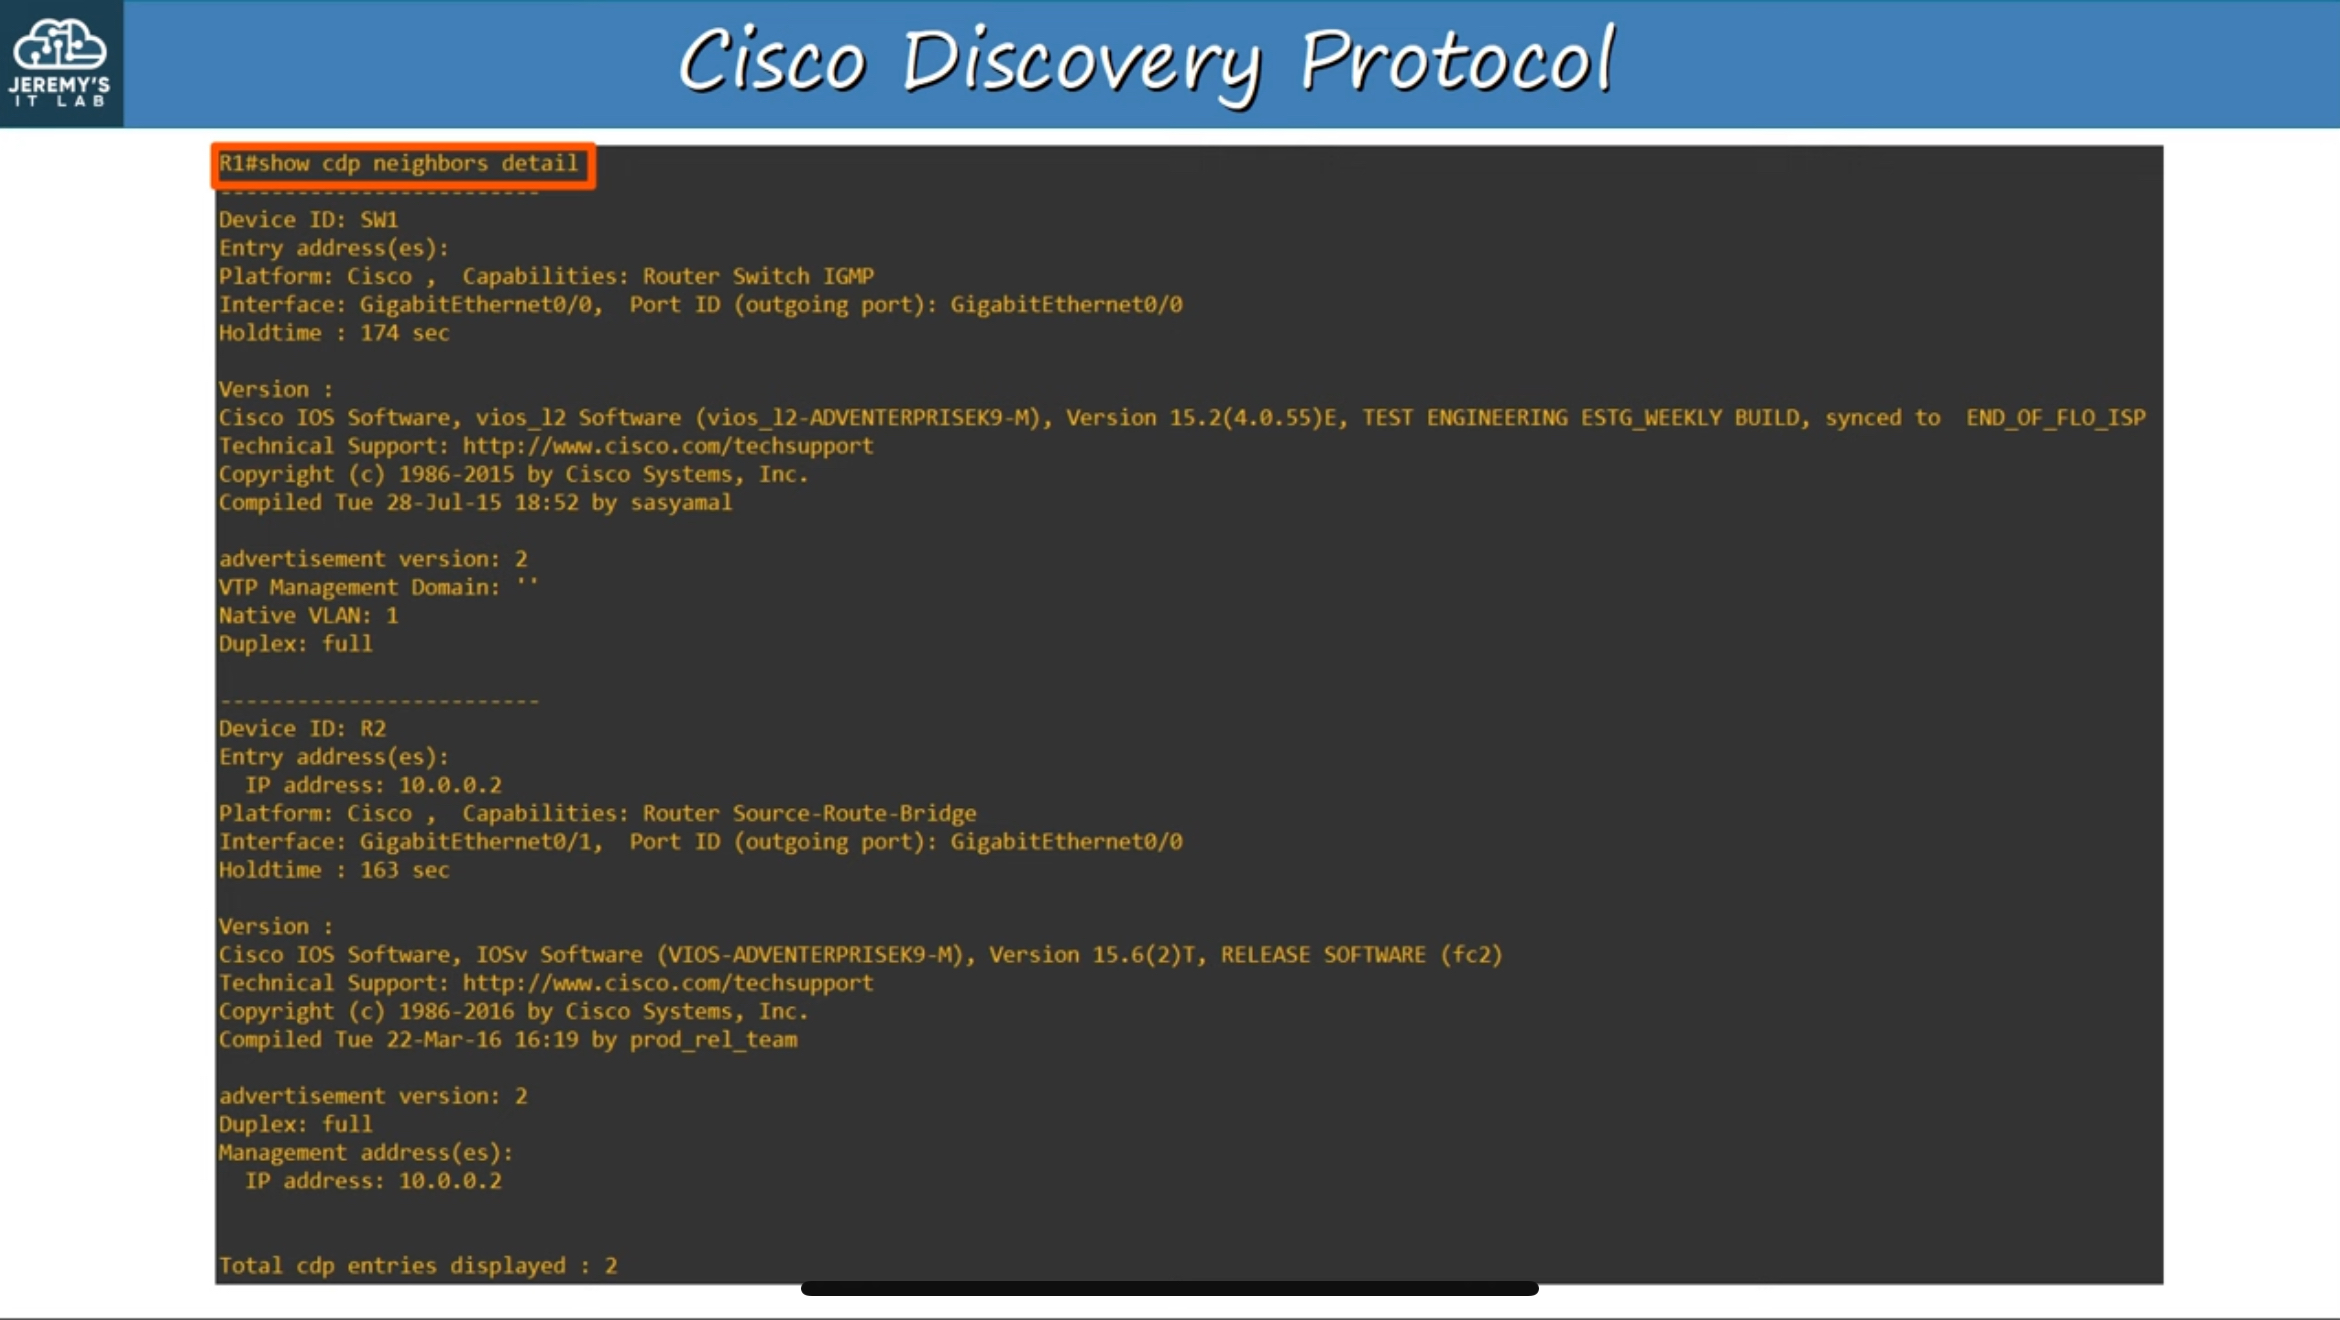 JEREMY'S
IT LAB
Cisco Discovery Protocol
R1#show cdp neighbors detail
-------------------------
Device ID: SW1
Entry address(es):
Platform: Cisco ,  Capabilities: Router Switch IGMP
Interface: GigabitEthernet0/0,  Port ID (outgoing port): GigabitEthernet0/0
Holdtime : 174 sec
Version :
Cisco IOS Software, vios_l2 Software (vios_l2-ADVENTERPRISEK9-M), Version 15.2(4.0.55)E, TEST ENGINEERING ESTG_WEEKLY BUILD, synced to  END_OF_FLO_ISP
Technical Support: http://www.cisco.com/techsupport
Copyright (c) 1986-2015 by Cisco Systems, Inc.
Compiled Tue 28-Jul-15 18:52 by sasyamal
advertisement version: 2
VTP Management Domain: ''
Native VLAN: 1
Duplex: full
-------------------------
Device ID: R2
Entry address(es):
  IP address: 10.0.0.2
Platform: Cisco ,  Capabilities: Router Source-Route-Bridge
Interface: GigabitEthernet0/1,  Port ID (outgoing port): GigabitEthernet0/0
Holdtime : 163 sec
Version :
Cisco IOS Software, IOSv Software (VIOS-ADVENTERPRISEK9-M), Version 15.6(2)T, RELEASE SOFTWARE (fc2)
Technical Support: http://www.cisco.com/techsupport
Copyright (c) 1986-2016 by Cisco Systems, Inc.
Compiled Tue 22-Mar-16 16:19 by prod_rel_team
advertisement version: 2
Duplex: full
Management address(es):
  IP address: 10.0.0.2
Total cdp entries displayed : 2